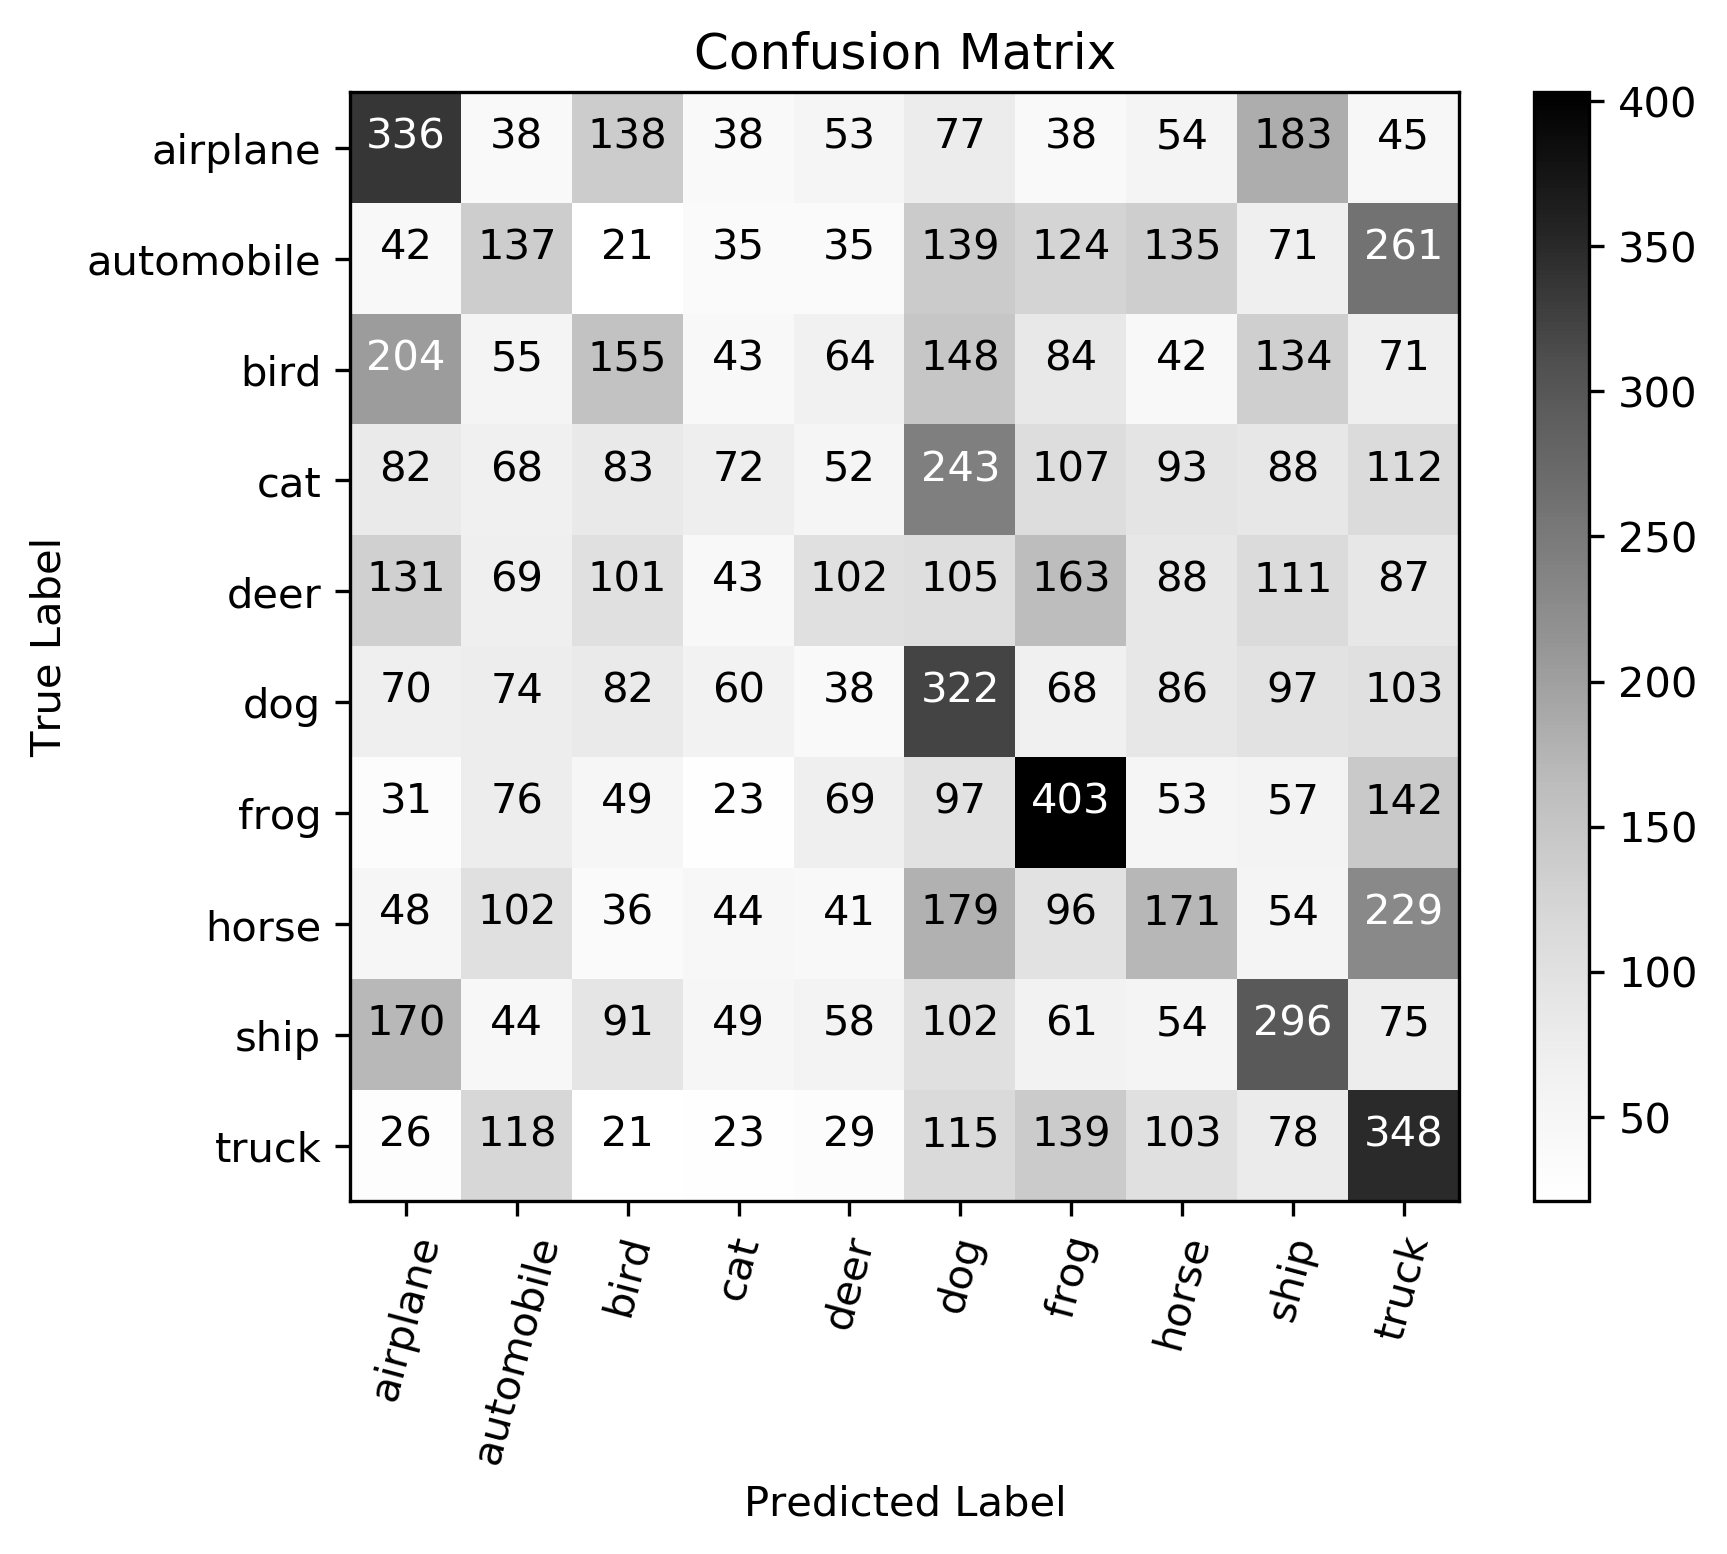 Confusion Matrix
airplane 336 38 138 38 53 77 38 54 183 45
automobile 42 137 21 35 35 139 124 135 71 261
bird 204 55 155 43 64 148 84 42 134 71
cat 82 68 83 72 52 243 107 93 88 112
deer 131 69 101 43 102 105 163 88 111 87
dog 70 74 82 60 38 322 68 86 97 103
frog 31 76 49 23 69 97 403 53 57 142
horse 48 102 36 44 41 179 96 171 54 229
ship 170 44 91 49 58 102 61 54 296 75
truck 26 118 21 23 29 115 139 103 78 348
airplane automobile bird cat deer dog frog horse ship truck
Predicted Label
True Label
400
350
300
250
200
150
100
50